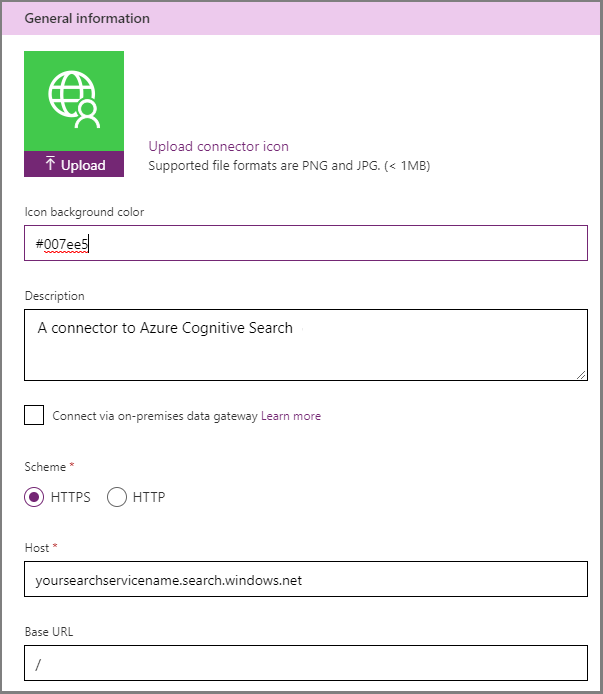 General information
Upload
Upload connector icon
Supported file formats are PNG and JPG. (< 1MB)
Icon background color
#007ee5
Description
A connector to Azure Cognitive Search
Connect via on-premises data gateway Learn more
Scheme *
HTTPS HTTP
Host *
yoursearchservicename.search.windows.net
Base URL
/